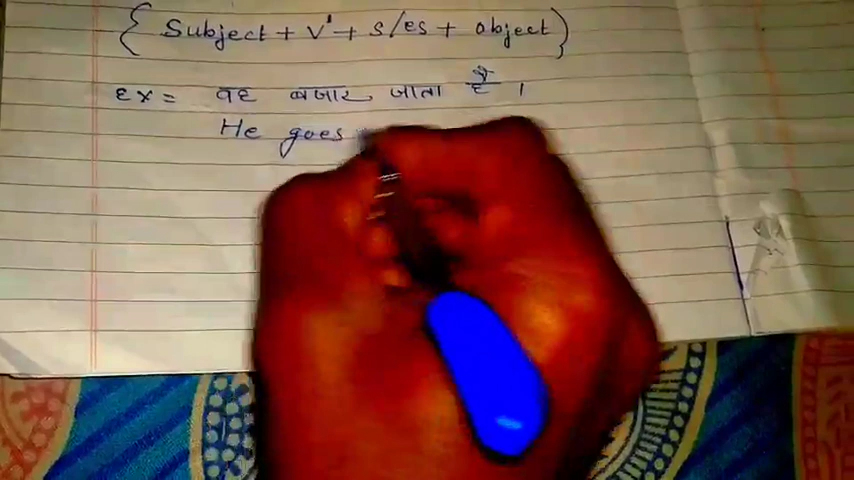 { Subject + V¹ + s/es + object }
Ex = वह बजार जाता है ।
He goes